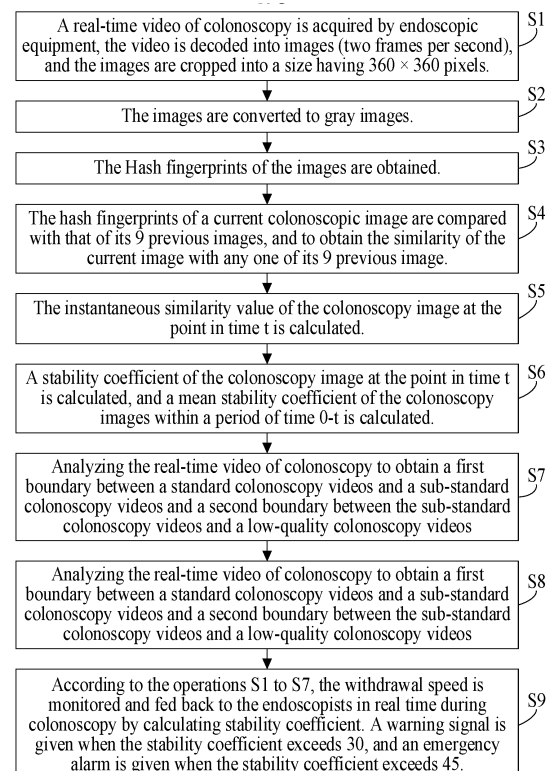 S1
A real-time video of colonoscopy is acquired by endoscopic
equipment, the video is decoded into images (two frames per second),
and the images are cropped into a size having 360 × 360 pixels.
S2
The images are converted to gray images.
S3
The Hash fingerprints of the images are obtained.
S4
The hash fingerprints of a current colonoscopic image are compared
with that of its 9 previous images, and to obtain the similarity of the
current image with any one of its 9 previous image.
S5
The instantaneous similarity value of the colonoscopy image at the
point in time t is calculated.
S6
A stability coefficient of the colonoscopy image at the point in time t
is calculated, and a mean stability coefficient of the colonoscopy
images within a period of time 0-t is calculated.
S7
Analyzing the real-time video of colonoscopy to obtain a first
boundary between a standard colonoscopy videos and a sub-standard
colonoscopy videos and a second boundary between the sub-standard
colonoscopy videos and a low-quality colonoscopy videos
S8
Analyzing the real-time video of colonoscopy to obtain a first
boundary between a standard colonoscopy videos and a sub-standard
colonoscopy videos and a second boundary between the sub-standard
colonoscopy videos and a low-quality colonoscopy videos
S9
According to the operations S1 to S7, the withdrawal speed is
monitored and fed back to the endoscopists in real time during
colonoscopy by calculating stability coefficient. A warning signal is
given when the stability coefficient exceeds 30, and an emergency
alarm is given when the stability coefficient exceeds 45.